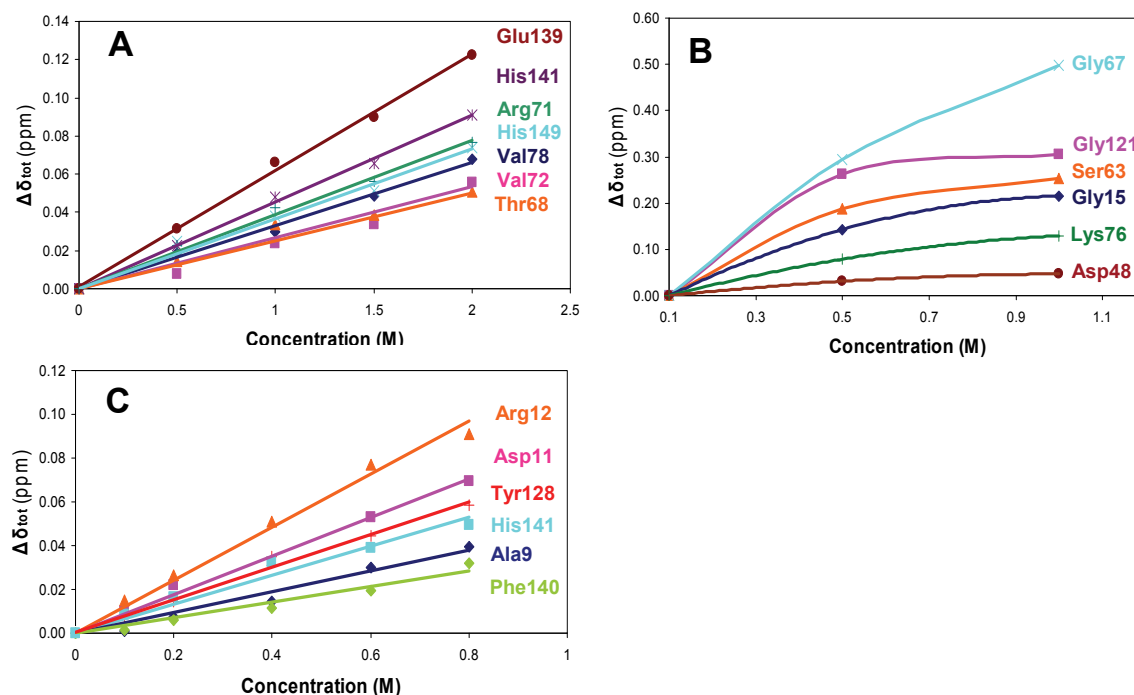 A
Δδtot (ppm)
0.14
0.12
0.10
0.08
0.06
0.04
0.02
0.00
0 0.5 1 1.5 2 2.5
Concentration (M)
Glu139
His141
Arg71
His149
Val78
Val72
Thr68
B
Δδtot (ppm)
0.60
0.50
0.40
0.30
0.20
0.10
0.00
0.1 0.3 0.5 0.7 0.9 1.1
Concentration (M)
Gly67
Gly121
Ser63
Gly15
Lys76
Asp48
C
Δδtot (ppm)
0.12
0.10
0.08
0.06
0.04
0.02
0.00
0 0.2 0.4 0.6 0.8 1
Concentration (M)
Arg12
Asp11
Tyr128
His141
Ala9
Phe140